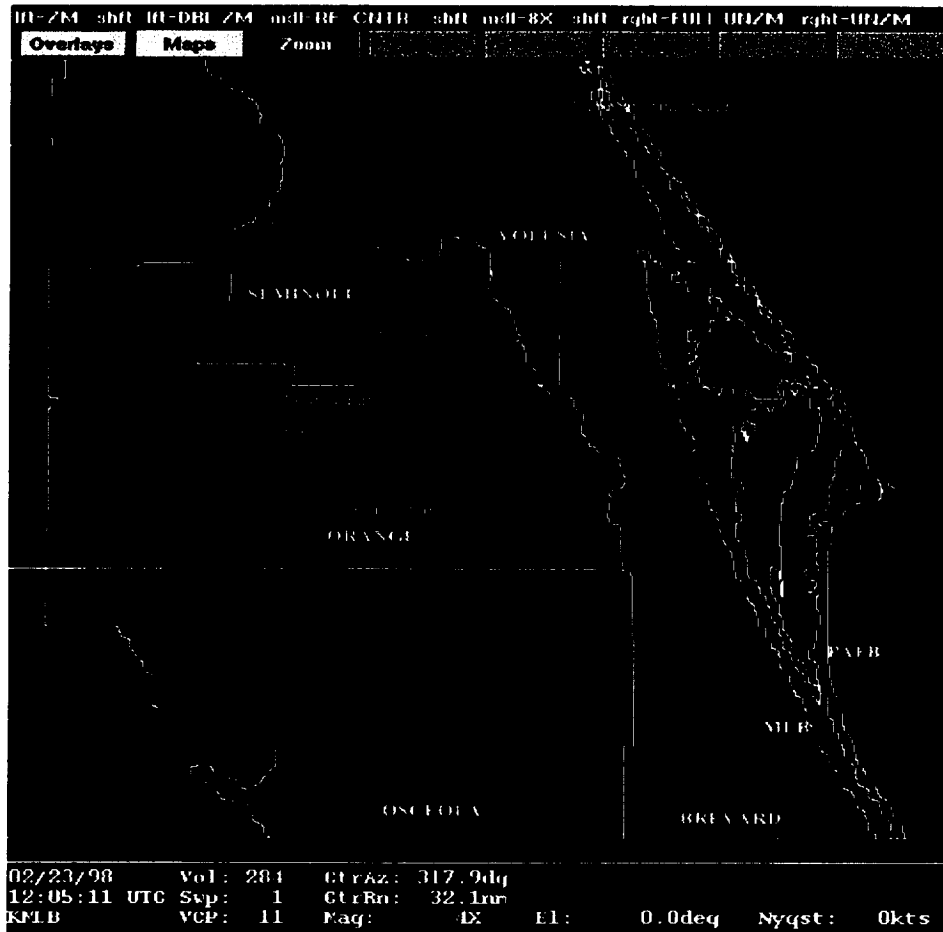 lft-ZM shft lft-DBL ZM mdl-RE CNTR shft mdl-8X shft rght-FULL UNZM rght-UNZM
Overlays Maps Zoom
VOLUSIA
SEMINOLE
ORANGE
PAFB
MLB
OSCEOLA
BREVARD
02/23/98 Vol: 284 CtrAz: 317.9dg
12:05:11 UTC Swp: 1 CtrRn: 32.1nm
KMLB VCP: 11 Mag: 4X El: 0.0deg Nyqst: 0kts